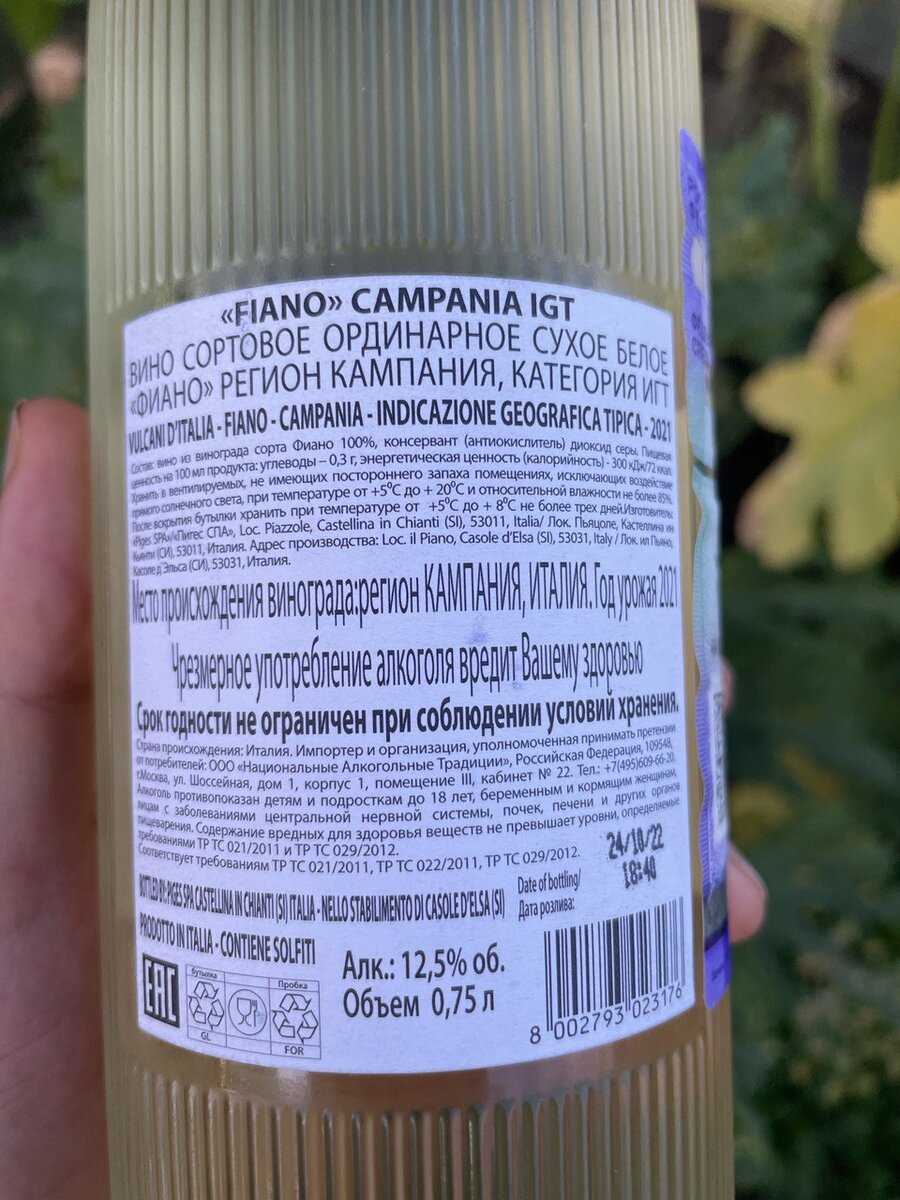 «FIANO» CAMPANIA IGT
ВИНО СОРТОВОЕ ОРДИНАРНОЕ СУХОЕ БЕЛОЕ
«ФИАНО» РЕГИОН КАМПАНИЯ, КАТЕГОРИЯ ИГТ
VULCANI D'ITALIA - FIANO - CAMPANIA - INDICAZIONE GEOGRAFICA TIPICA - 2021
Состав: вино из винограда сорта Фиано 100%, консервант (антиокислитель) диоксид серы. Пищевая
ценность на 100 мл продукта: углеводы – 0,3 г, энергетическая ценность (калорийность) - 300 кДж/72 ккал.
Хранить в вентилируемых, не имеющих постороннего запаха помещениях, исключающих воздействие
прямого солнечного света, при температуре от +5°С до + 20°С и относительной влажности не более 85%.
После вскрытия бутылки хранить при температуре от +5°С до + 8°С не более трех дней.Изготовитель:
«Piges SPA»/«Пигес СПА», Loc. Piazzole, Castellina in Chianti (SI), 53011, Italia/ Лок. Пьяцоле, Кастеллина ин
Кьянти (СИ), 53011, Италия. Адрес производства: Loc. il Piano, Casole d'Elsa (SI), 53031, Italy / Лок. ил Пьяно,
Касоле д'Эльса (СИ), 53031, Италия.
Место происхождения винограда:регион КАМПАНИЯ, ИТАЛИЯ. Год урожая 2021
Чрезмерное употребление алкоголя вредит Вашему здоровью
Срок годности не ограничен при соблюдении условий хранения.
Страна происхождения: Италия. Импортер и организация, уполномоченная принимать претензии
от потребителей: ООО «Национальные Алкогольные Традиции», Российская Федерация, 109548,
г.Москва, ул. Шоссейная, дом 1, корпус 1, помещение III, кабинет № 22. Тел.: +7(495)609-66-20.
Алкоголь противопоказан детям и подросткам до 18 лет, беременным и кормящим женщинам,
лицам с заболеваниями центральной нервной системы, почек, печени и других органов
пищеварения. Содержание вредных для здоровья веществ не превышает уровни, определяемые
требованиями ТР ТС 021/2011 и ТР ТС 029/2012.
Соответствует требованиям ТР ТС 021/2011, ТР ТС 022/2011, ТР ТС 029/2012.
24/10/22
18:40
BOTTLED BY: PIGES SPA CASTELLINA IN CHIANTI (SI) ITALIA - NELLO STABILIMENTO DI CASOLE D'ELSA (SI)
Date of bottling/
Дата розлива:
PRODOTTO IN ITALIA - CONTIENE SOLFITI
EAC
бутылка
Пробка
GL
FOR
Алк.: 12,5% об.
Объем 0,75 л
8 002793 023176